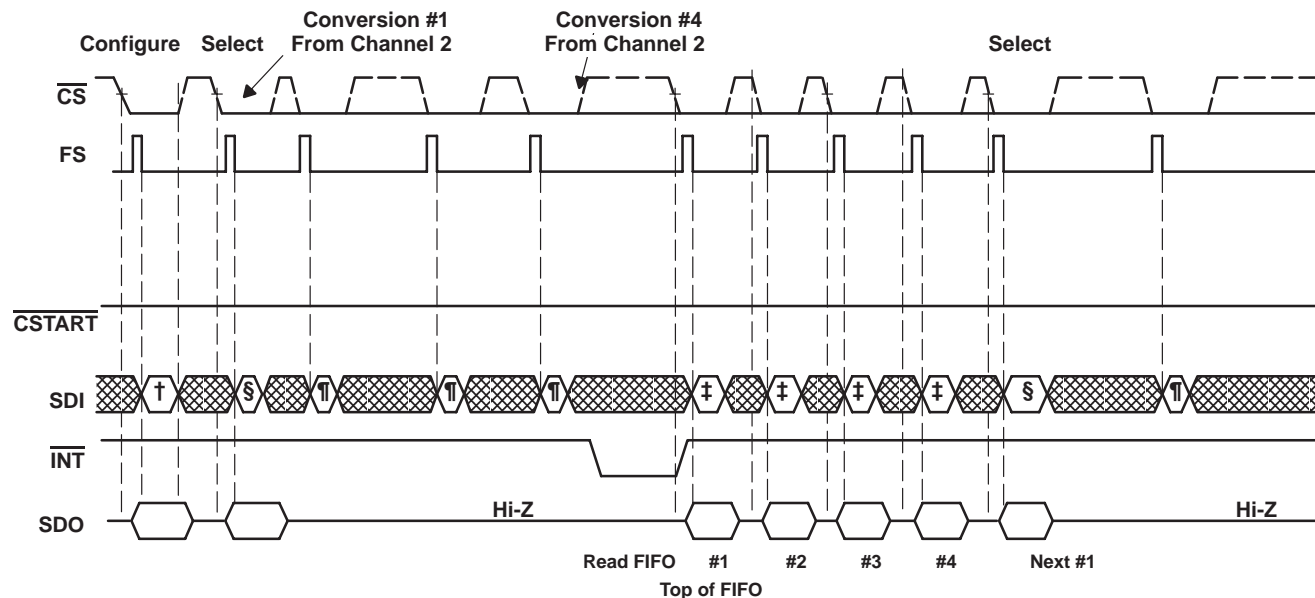 Conversion #1
From Channel 2
Conversion #4
From Channel 2
Configure
Select
Select
CS
FS
CSTART
SDI
†
§
¶
¶
¶
‡
‡
‡
‡
§
¶
INT
SDO
Hi-Z
Hi-Z
Read FIFO
#1
#2
#3
#4
Next #1
Top of FIFO